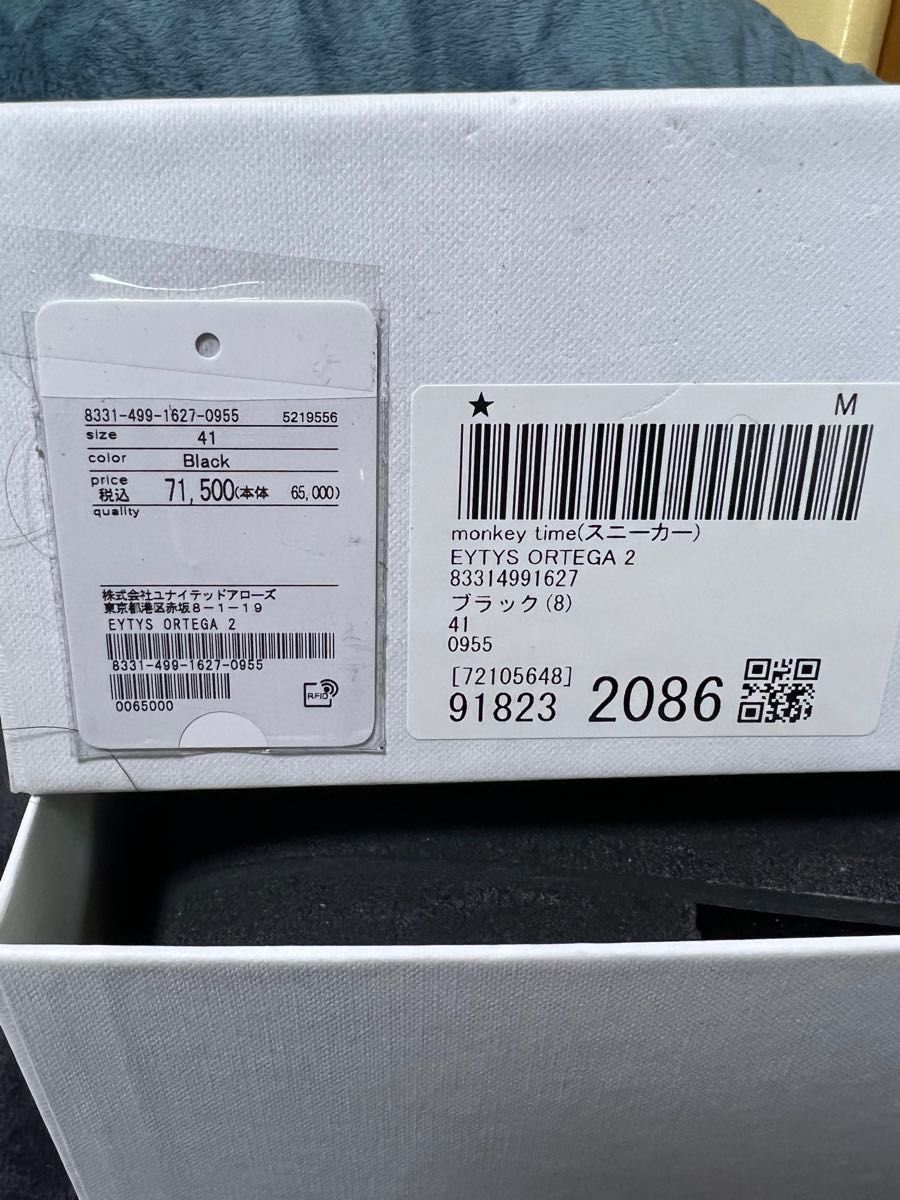 8331-499-1627-0955 5219556
size 41
color Black
price
税込 71,500(本体 65,000)
quality
株式会社ユナイテッドアローズ
東京都港区赤坂8-1-19
EYTYS ORTEGA 2
8331-499-1627-0955
0065000
RFID
★ M
monkey time(スニーカー)
EYTYS ORTEGA 2
83314991627
ブラック(8)
41
0955
[72105648]
91823 2086